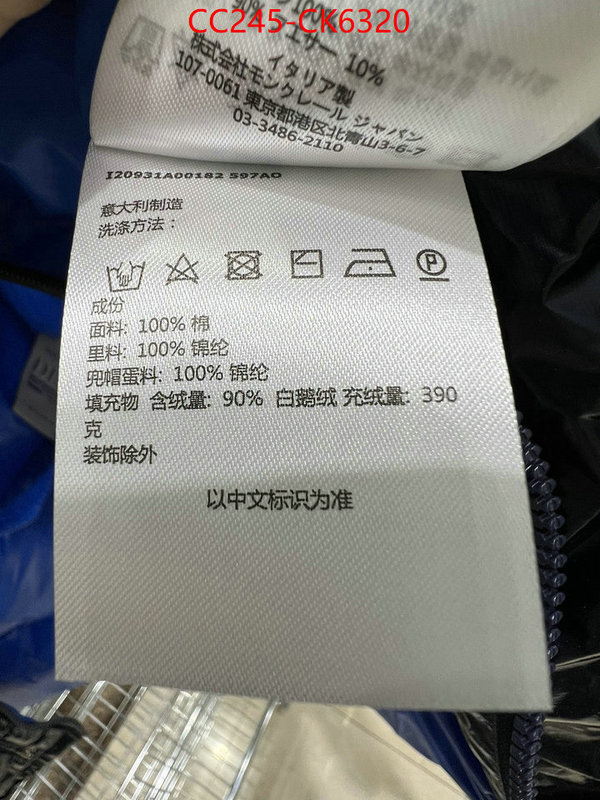 CC245-CK6320
90%
10%
イタリア製
株式会社モンクレール ジャパン
107-0061 東京都港区北青山3-6-7
03-3486-2110
I20931A00182 597AO
意大利制造
洗涤方法：
P
成份
面料: 100% 棉
里料: 100% 锦纶
兜帽蛋料: 100% 锦纶
填充物 含绒量: 90% 白鹅绒 充绒量: 390
克
装饰除外
以中文标识为准